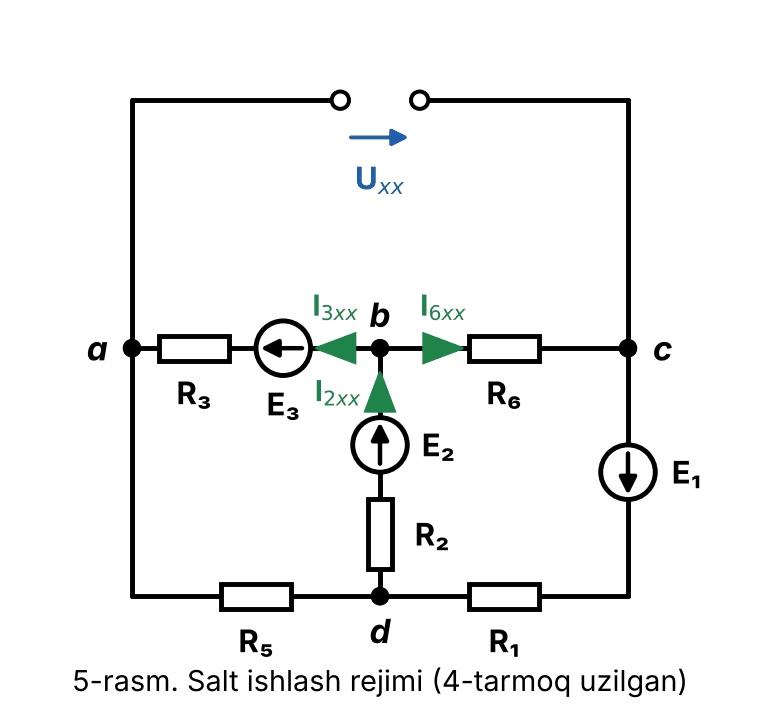 Uxx
I3xx b I6xx
a c
R₃ E₃ R₆
I2xx
E₂ E₁
R₂
d
R₅ R₁
5-rasm. Salt ishlash rejimi (4-tarmoq uzilgan)